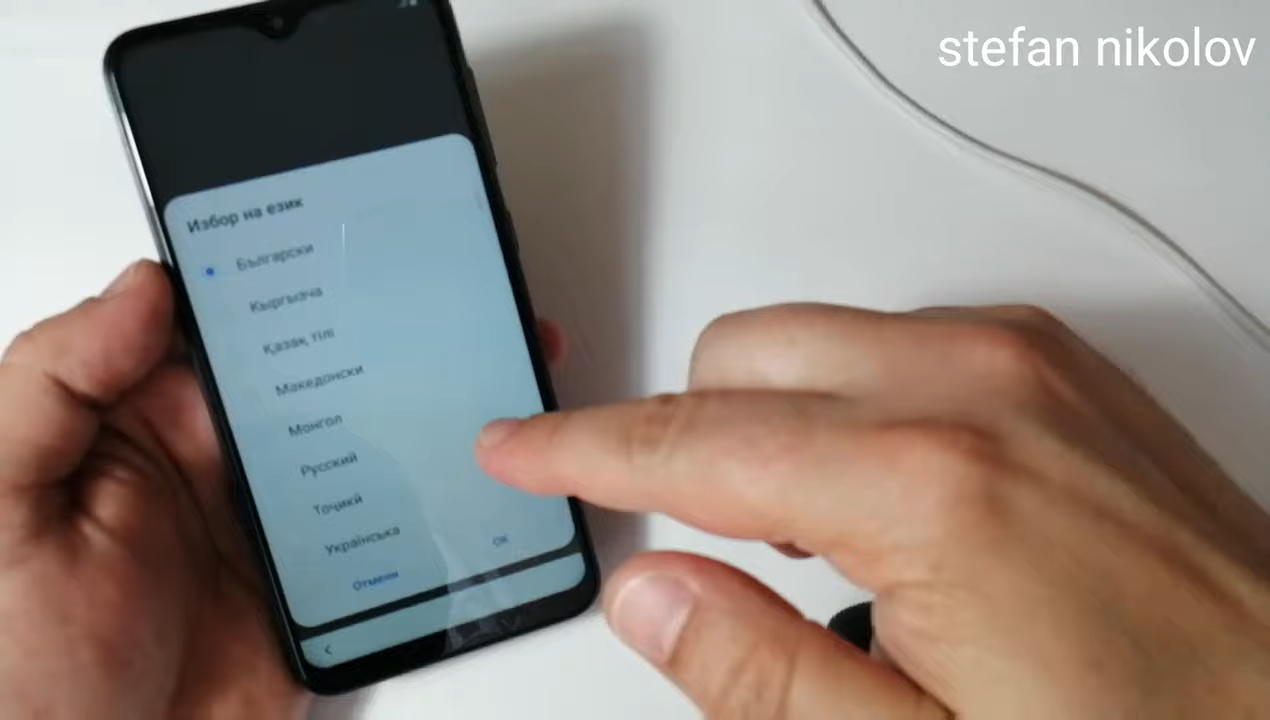 stefan nikolov
Избор на език
Български
Кыргызча
Қазақ тілі
Македонски
Монгол
Русский
Тоҷикӣ
Українська
Отмени
ОК